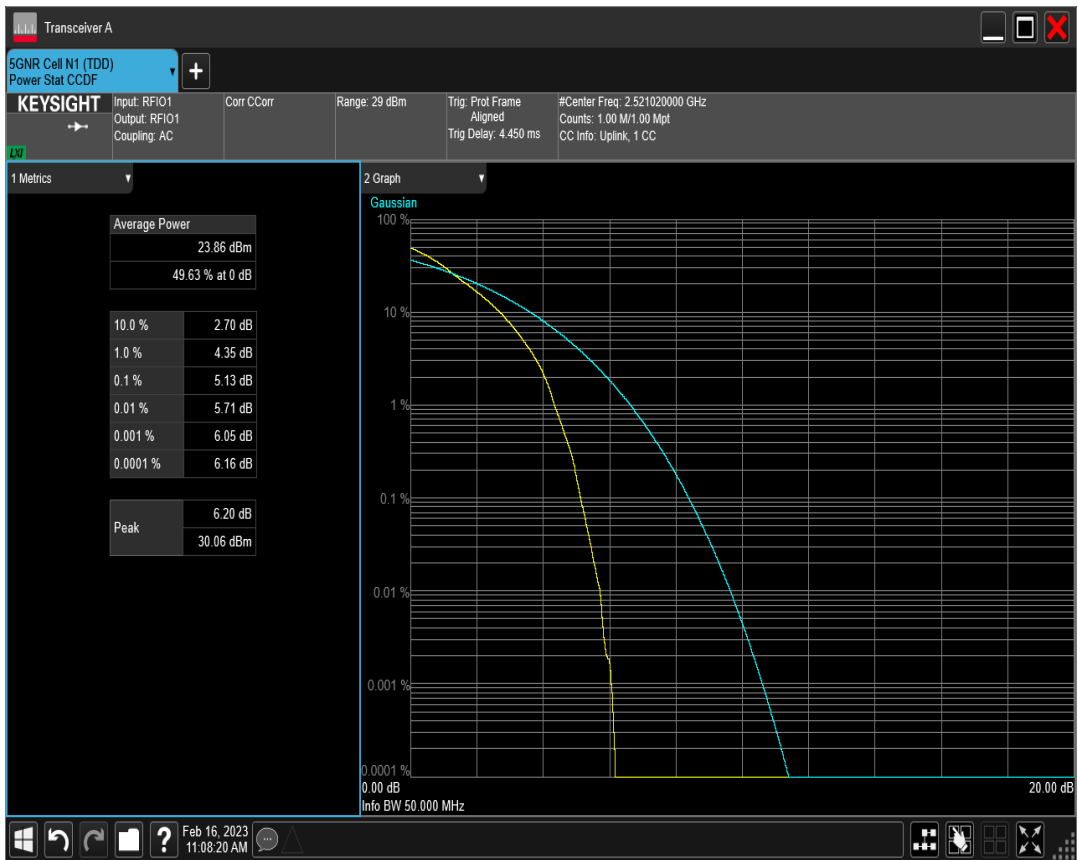 Transceiver A
5GNR Cell N1 (TDD)
Power Stat CCDF
+
KEYSIGHT
LXI
Input: RFIO1
Output: RFIO1
Coupling: AC
Corr CCorr
Range: 29 dBm
Trig: Prot Frame
Aligned
Trig Delay: 4.450 ms
#Center Freq: 2.521020000 GHz
Counts: 1.00 M/1.00 Mpt
CC Info: Uplink, 1 CC
1 Metrics
Average Power
23.86 dBm
49.63 % at 0 dB
10.0 % 2.70 dB
1.0 % 4.35 dB
0.1 % 5.13 dB
0.01 % 5.71 dB
0.001 % 6.05 dB
0.0001 % 6.16 dB
Peak 6.20 dB
30.06 dBm
2 Graph
Gaussian
100 %
10 %
1 %
0.1 %
0.01 %
0.001 %
0.0001 %
0.00 dB 20.00 dB
Info BW 50.000 MHz
? Feb 16, 2023
11:08:20 AM